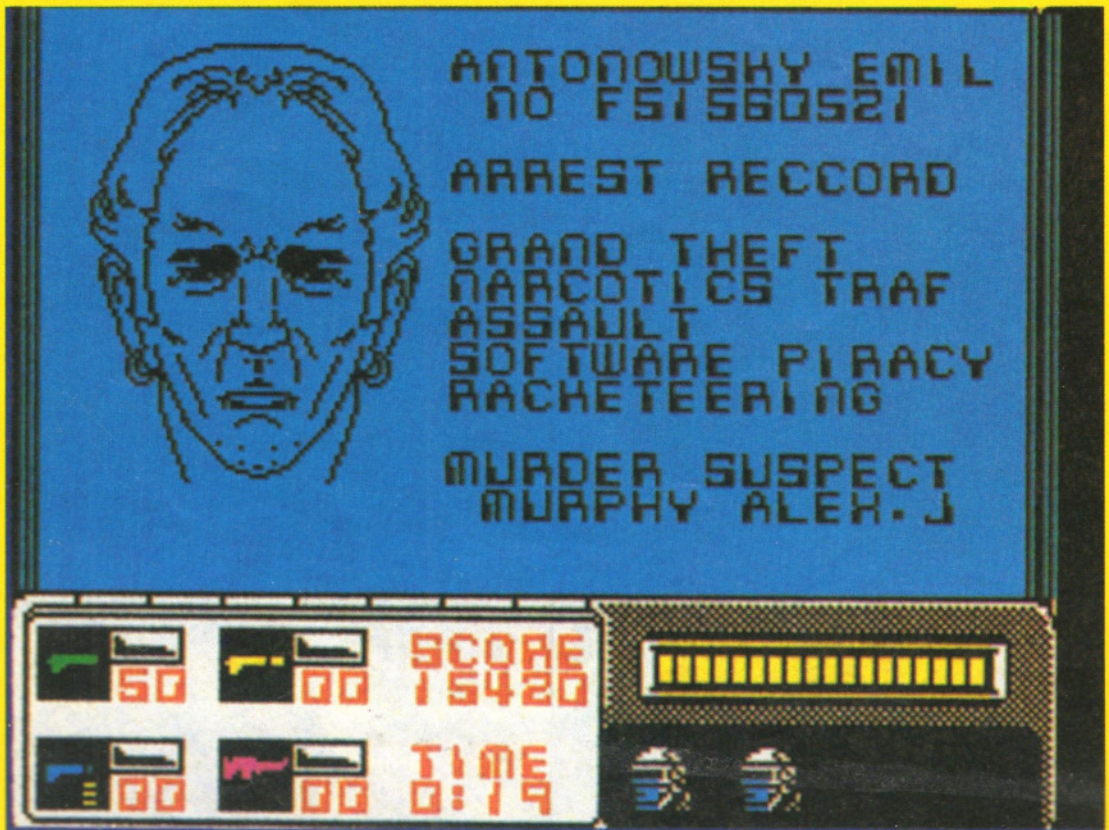 ANTONOWSKY EMIL
NO F51560521
ARREST RECCORD
GRAND THEFT
NARCOTICS TRAF
ASSAULT
SOFTWARE PIRACY
RACKETEERING
MURDER SUSPECT
MURPHY ALEX.J
50
00
SCORE
15420
00
00
TIME
0:19